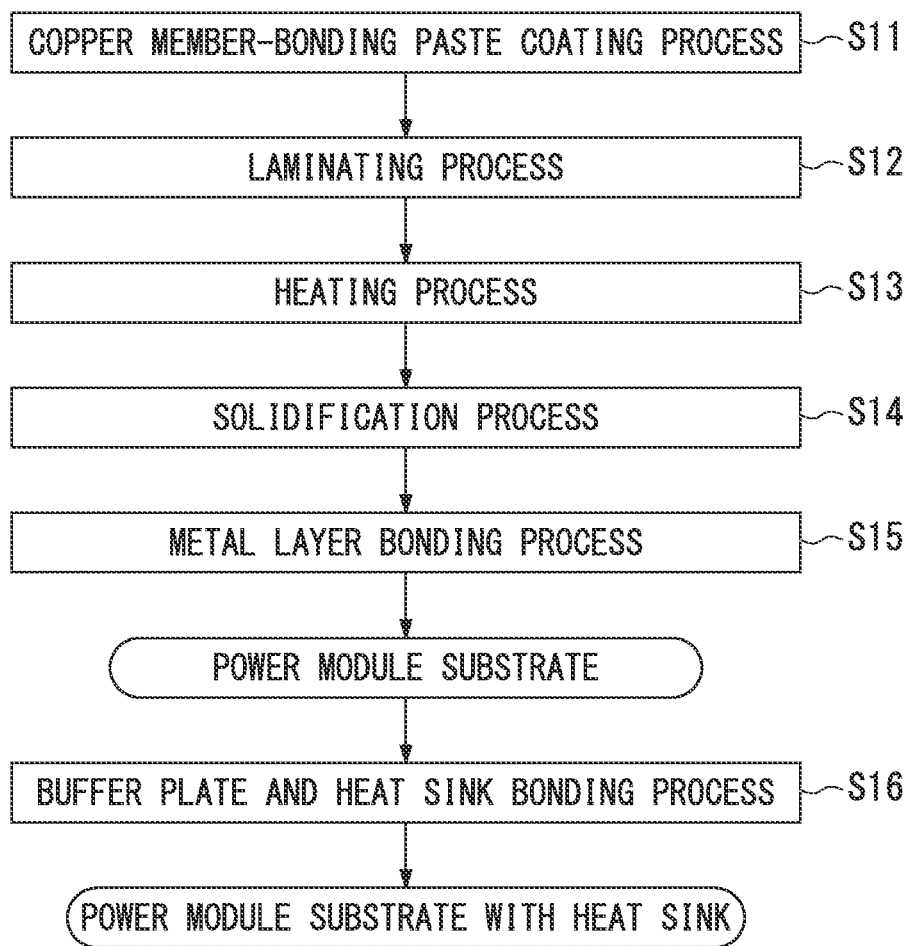 COPPER MEMBER-BONDING PASTE COATING PROCESS S11
LAMINATING PROCESS S12
HEATING PROCESS S13
SOLIDIFICATION PROCESS S14
METAL LAYER BONDING PROCESS S15
POWER MODULE SUBSTRATE
BUFFER PLATE AND HEAT SINK BONDING PROCESS S16
POWER MODULE SUBSTRATE WITH HEAT SINK